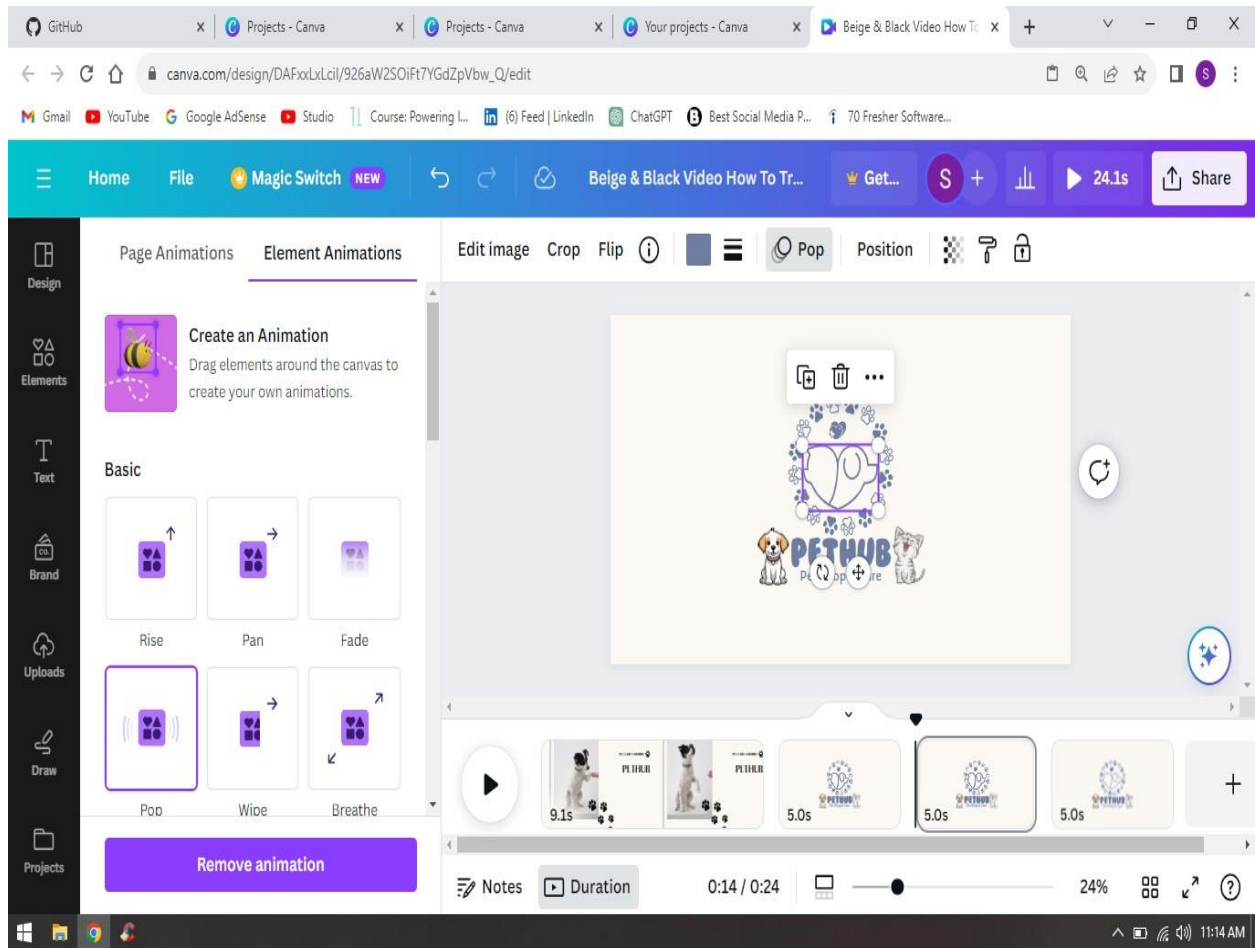 GitHub
Projects - Canva
Projects - Canva
Your projects - Canva
Beige & Black Video How To
canva.com/design/DAFxxLxLciI/926aW2SOiFt7YGdZpVbw_Q/edit
S
Gmail YouTube Google AdSense Studio Course: Powering I... (6) Feed | LinkedIn ChatGPT Best Social Media P... 70 Fresher Software...
Home File Magic Switch NEW Beige & Black Video How To Tr... Get... S + 24.1s Share
Page Animations Element Animations
Edit image Crop Flip Pop Position
Design
Elements
Text
Brand
CO.
Uploads
Draw
Projects
Create an Animation
Drag elements around the canvas to
create your own animations.
Basic
Rise Pan Fade
Pop Wipe Breathe
Remove animation
PETHUB
PETHUB PETHUB
9.1s
PETHUB
5.0s
PETHUB
5.0s
PETHUB
5.0s
Notes Duration 0:14 / 0:24 24%
11:14 AM